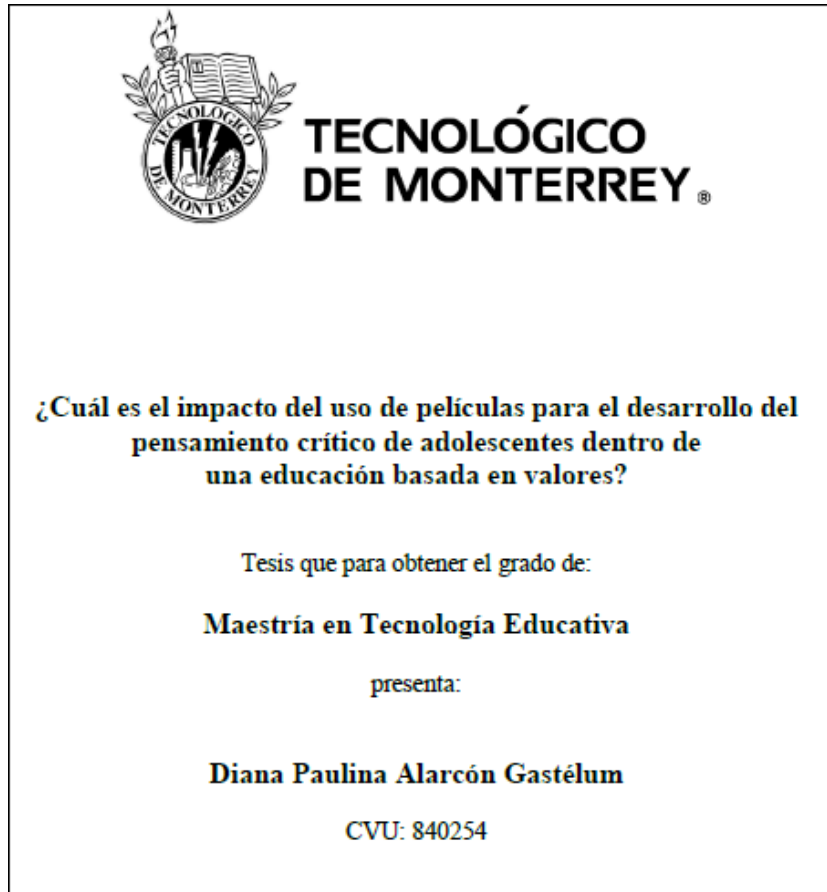 TECNOLÓGICO
DE MONTERREY
TECNOLÓGICO
DE MONTERREY®
¿Cuál es el impacto del uso de películas para el desarrollo del
pensamiento crítico de adolescentes dentro de
una educación basada en valores?
Tesis que para obtener el grado de:
Maestría en Tecnología Educativa
presenta:
Diana Paulina Alarcón Gastélum
CVU: 840254